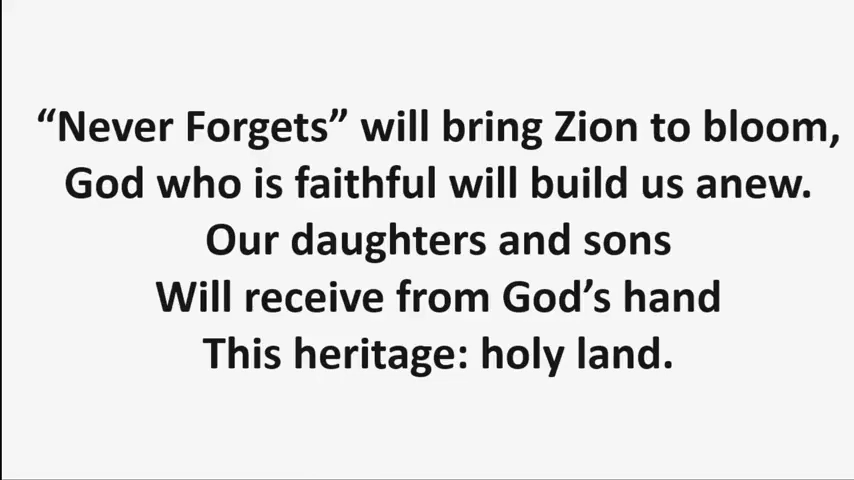 “Never Forgets” will bring Zion to bloom,
God who is faithful will build us anew.
Our daughters and sons
Will receive from God’s hand
This heritage: holy land.